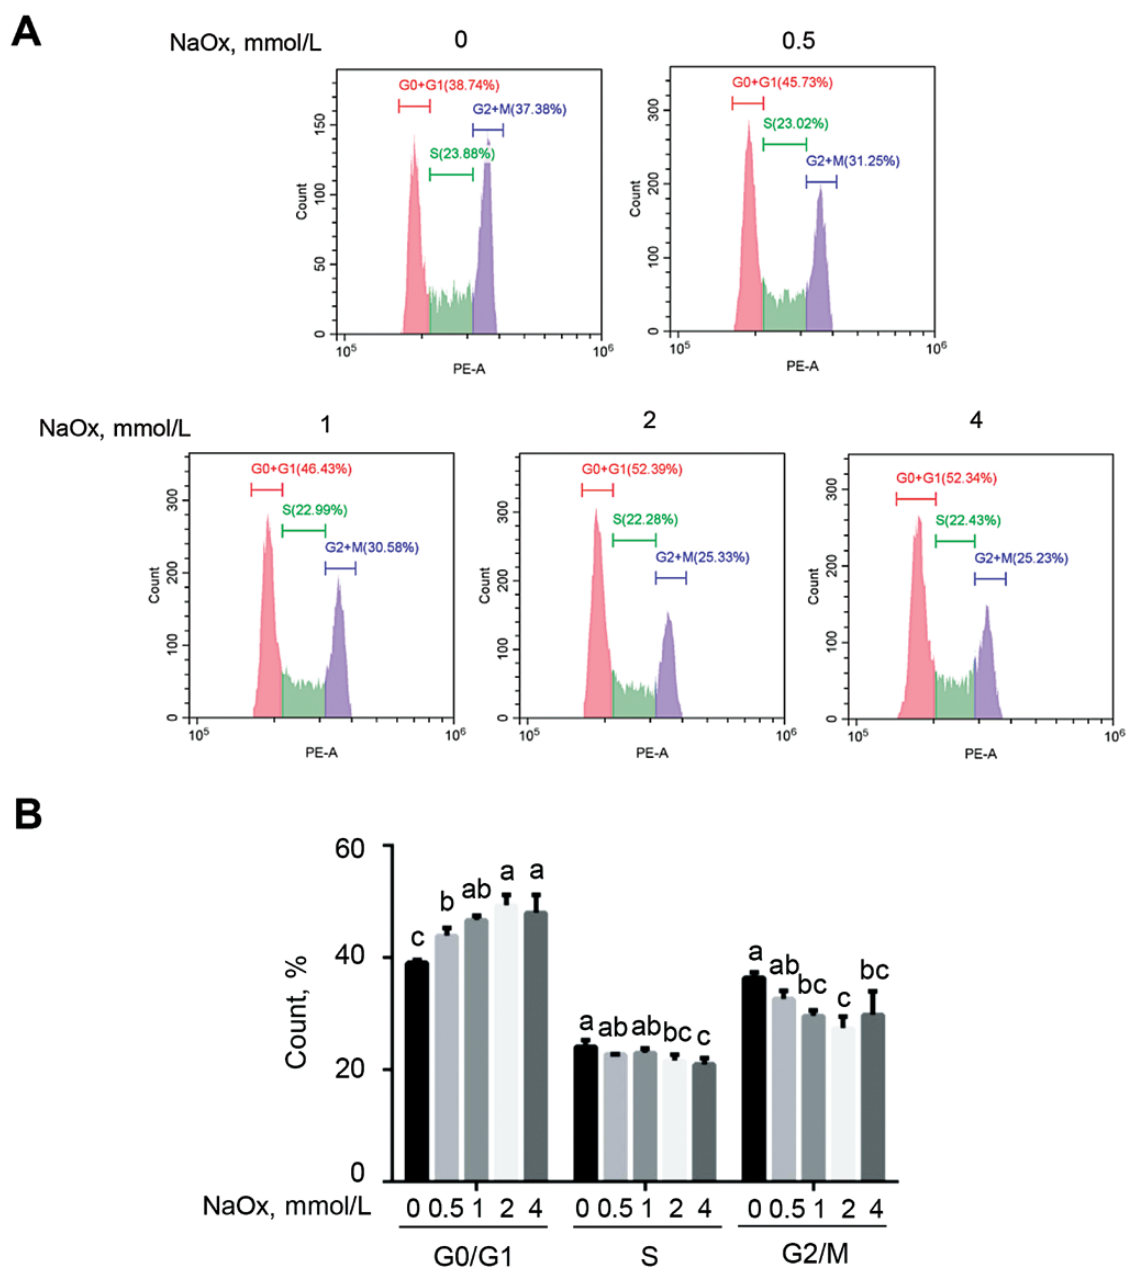 A
NaOx, mmol/L 0 0.5
G0+G1(38.74%)
G2+M(37.38%)
S(23.88%)
150
100
50
0
Count
10⁵ 10⁶
PE-A
G0+G1(45.73%)
S(23.02%)
G2+M(31.25%)
300
200
100
0
Count
10⁵ 10⁶
PE-A
NaOx, mmol/L 1 2 4
G0+G1(46.43%)
S(22.99%)
G2+M(30.58%)
300
200
100
0
Count
10⁵ 10⁶
PE-A
G0+G1(52.39%)
S(22.28%)
G2+M(25.33%)
300
200
100
0
Count
10⁵ 10⁶
PE-A
G0+G1(52.34%)
S(22.43%)
G2+M(25.23%)
300
200
100
0
Count
10⁵ 10⁶
PE-A
B
60
40
20
0
Count, %
c b ab a a
a ab ab bc c
a ab bc c bc
NaOx, mmol/L 0 0.5 1 2 4 0 0.5 1 2 4 0 0.5 1 2 4
G0/G1 S G2/M